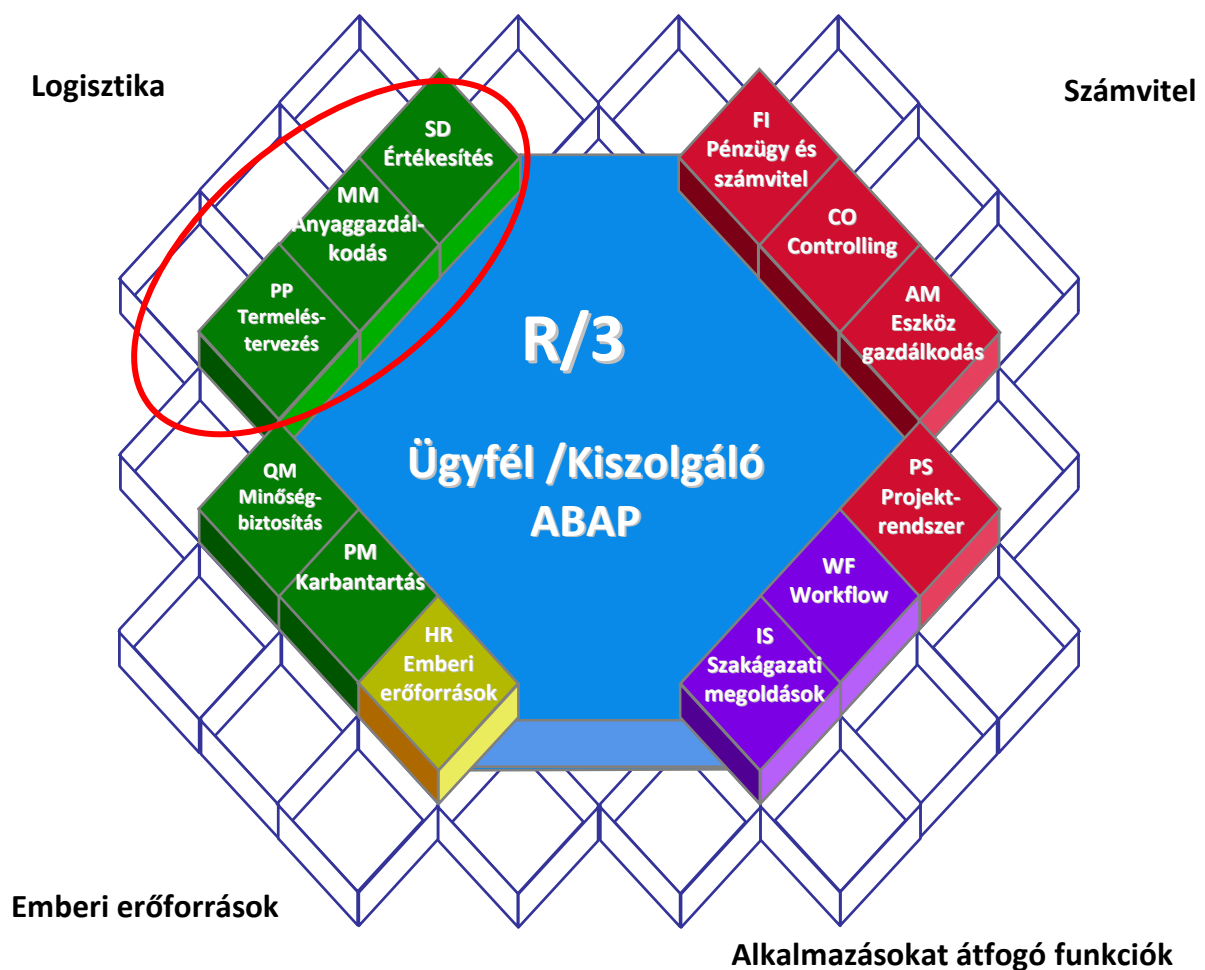 Logisztika
Számvitel
SD
Értékesítés
MM
Anyaggazdál-
kodás
PP
Termelés-
tervezés
FI
Pénzügy és
számvitel
CO
Controlling
AM
Eszköz
gazdálkodás
R/3
Ügyfél /Kiszolgáló
ABAP
QM
Minőség-
biztosítás
PM
Karbantartás
HR
Emberi
erőforrások
PS
Projekt-
rendszer
WF
Workflow
IS
Szakágazati
megoldások
Emberi erőforrások
Alkalmazásokat átfogó funkciók